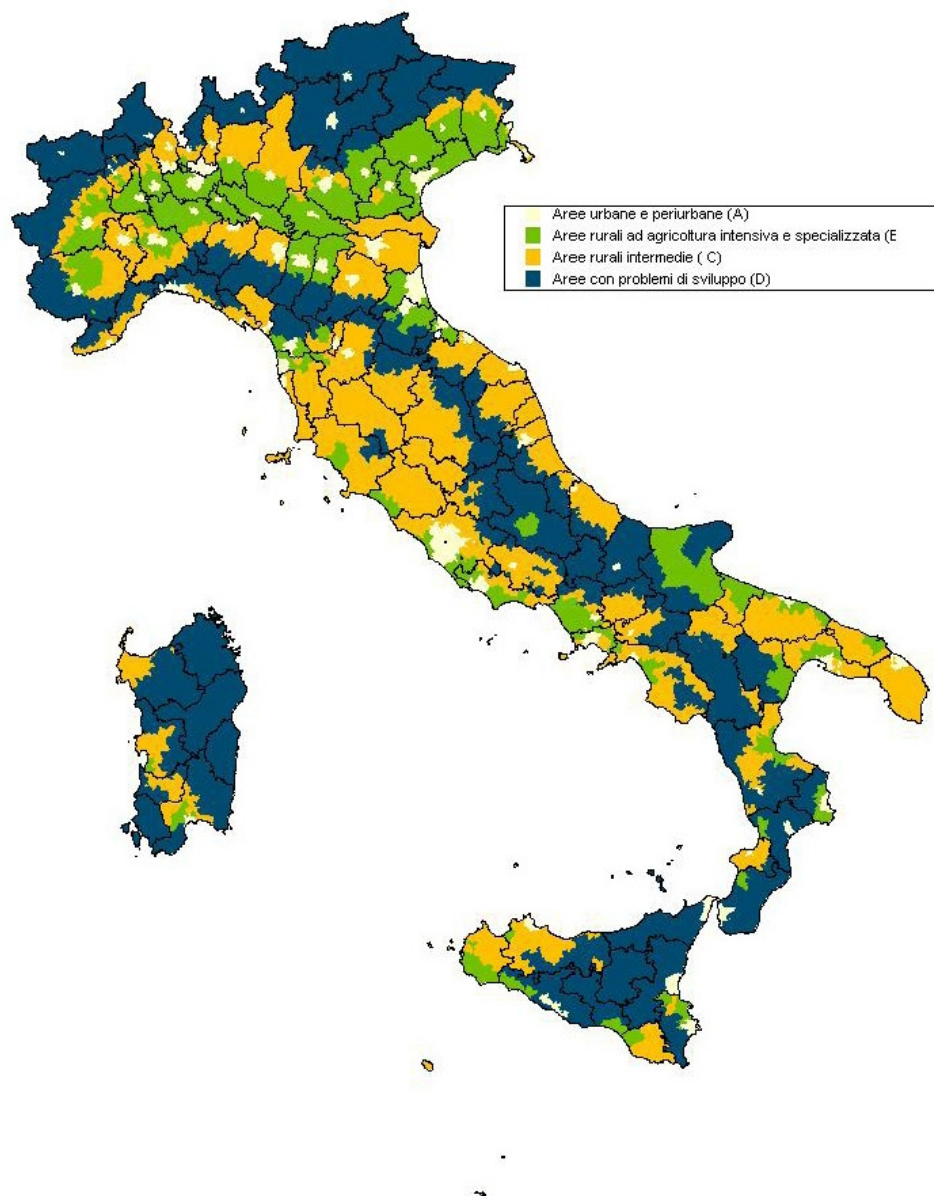 Aree urbane e periurbane (A)
Aree rurali ad agricoltura intensiva e specializzata (E
Aree rurali intermedie ( C)
Aree con problemi di sviluppo (D)